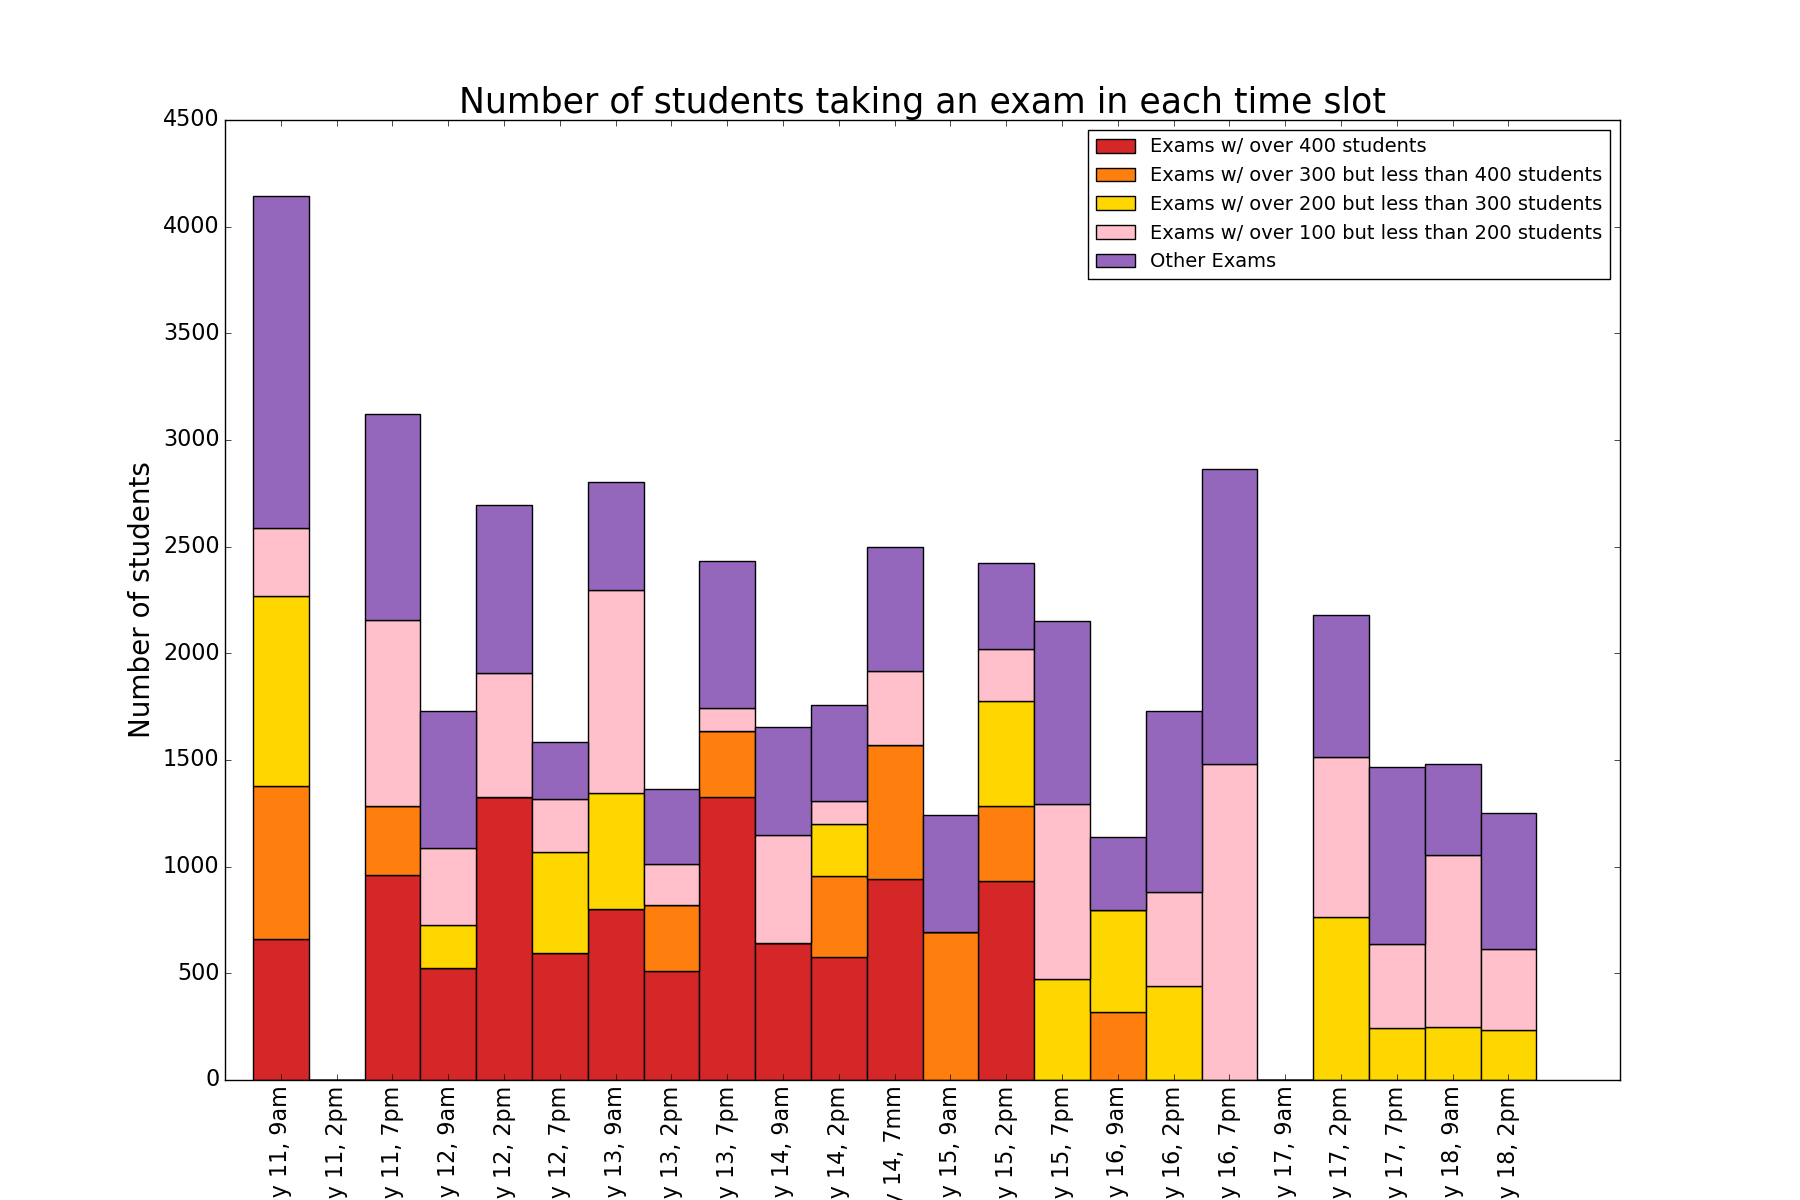 Number of students taking an exam in each time slot
Exams w/ over 400 students
Exams w/ over 300 but less than 400 students
Exams w/ over 200 but less than 300 students
Exams w/ over 100 but less than 200 students
Other Exams
Number of students
4500
4000
3500
3000
2500
2000
1500
1000
500
0
y 11, 9am
y 11, 2pm
y 11, 7pm
y 12, 9am
y 12, 2pm
y 12, 7pm
y 13, 9am
y 13, 2pm
y 13, 7pm
y 14, 9am
y 14, 2pm
y 14, 7mm
y 15, 9am
y 15, 2pm
y 15, 7pm
y 16, 9am
y 16, 2pm
y 16, 7pm
y 17, 9am
y 17, 2pm
y 17, 7pm
y 18, 9am
y 18, 2pm